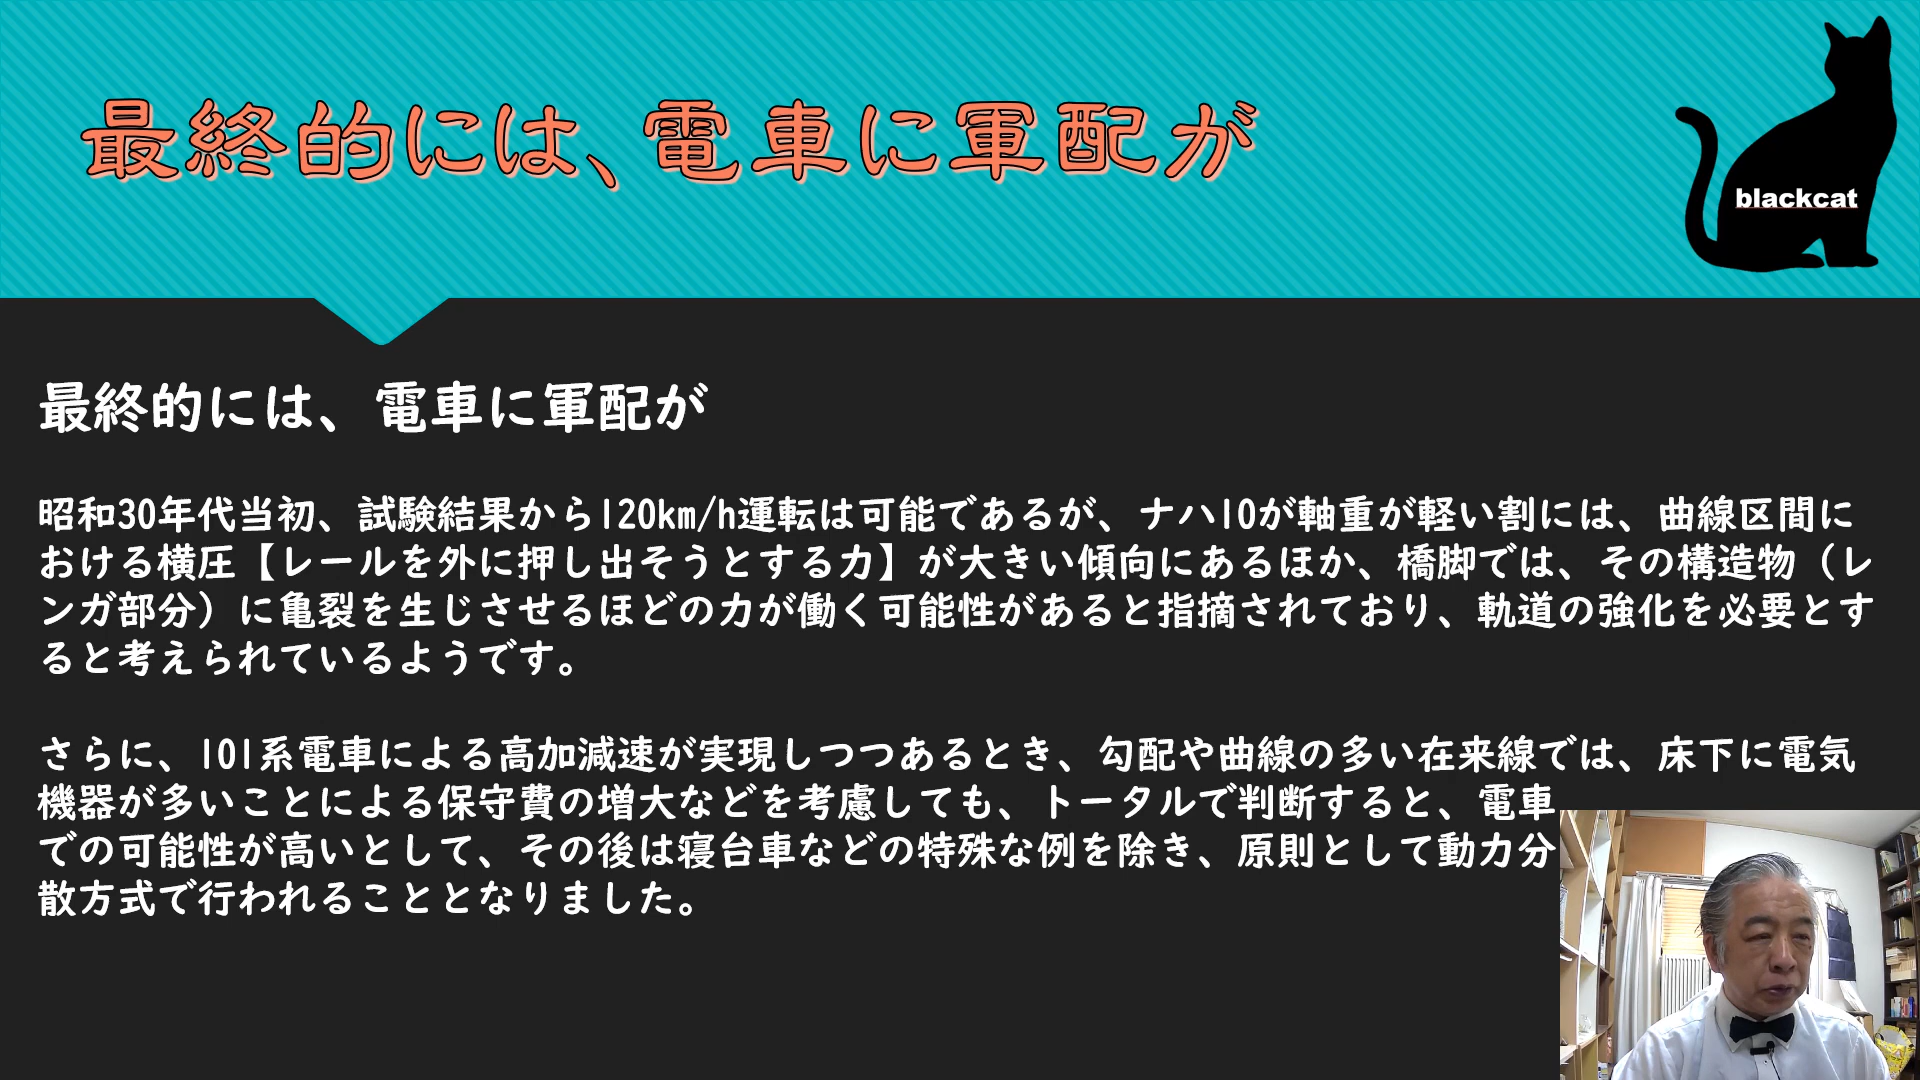 最終的には、電車に軍配が
blackcat
最終的には、電車に軍配が
昭和30年代当初、試験結果から120km/h運転は可能であるが、ナハ10が軸重が軽い割には、曲線区間に
おける横圧【レールを外に押し出そうとする力】が大きい傾向にあるほか、橋脚では、その構造物（レ
ンガ部分）に亀裂を生じさせるほどの力が働く可能性があると指摘されており、軌道の強化を必要とす
ると考えられているようです。
さらに、101系電車による高加減速が実現しつつあるとき、勾配や曲線の多い在来線では、床下に電気
機器が多いことによる保守費の増大などを考慮しても、トータルで判断すると、電車
での可能性が高いとして、その後は寝台車などの特殊な例を除き、原則として動力分
散方式で行われることとなりました。